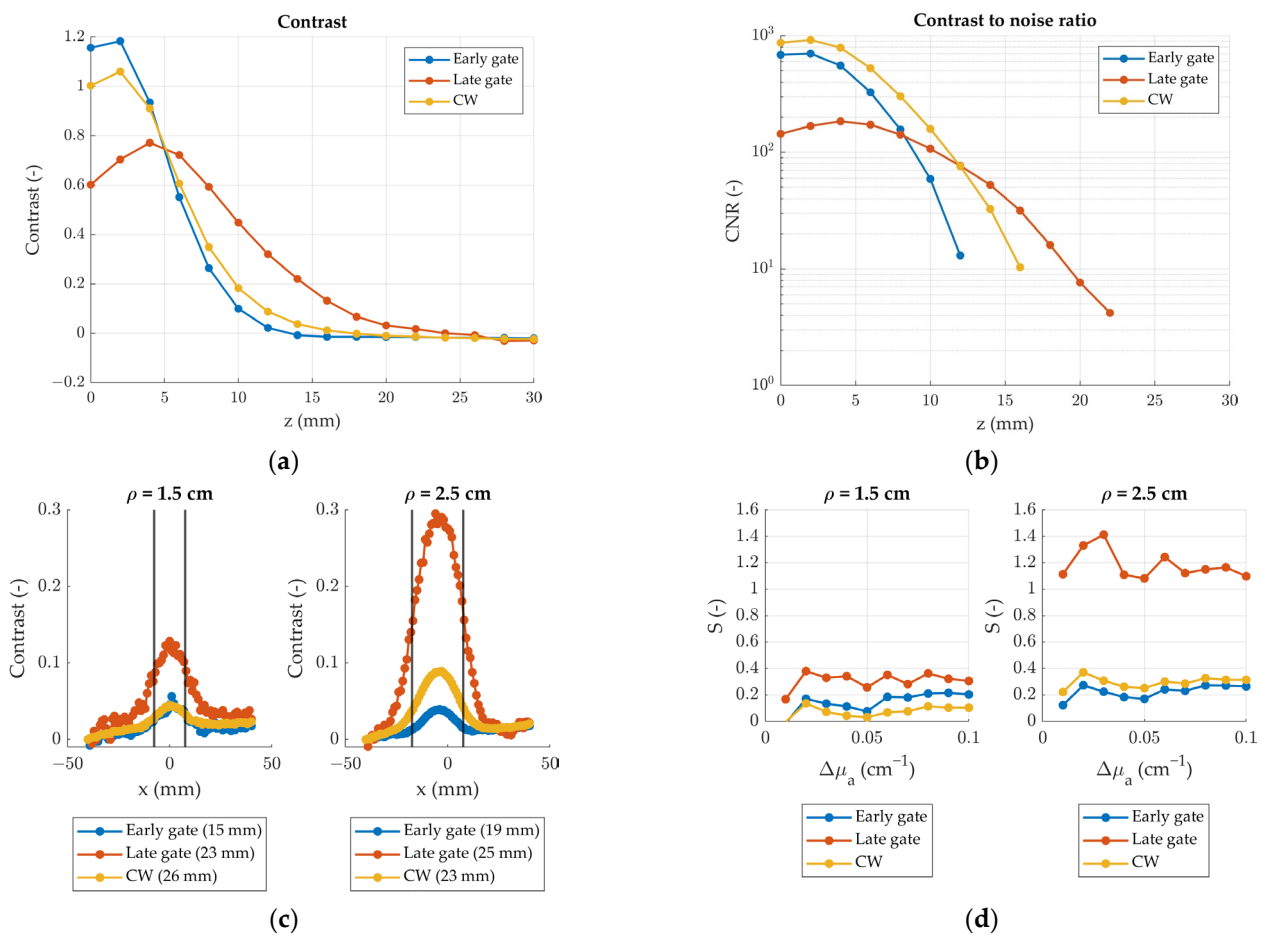 Contrast
Contrast (-)
1.2
1
0.8
0.6
0.4
0.2
0
−0.2
0 5 10 15 20 25 30
z (mm)
Early gate
Late gate
CW
(a)
Contrast to noise ratio
CNR (-)
10³
10²
10¹
10⁰
0 5 10 15 20 25 30
z (mm)
Early gate
Late gate
CW
(b)
ρ = 1.5 cm
Contrast (-)
0.3
0.2
0.1
0
−50 0 50
x (mm)
Early gate (15 mm)
Late gate (23 mm)
CW (26 mm)
ρ = 2.5 cm
Contrast (-)
0.3
0.2
0.1
0
−50 0 50
x (mm)
Early gate (19 mm)
Late gate (25 mm)
CW (23 mm)
(c)
ρ = 1.5 cm
S (-)
1.6
1.4
1.2
1
0.8
0.6
0.4
0.2
0
0 0.05 0.1
Δμₐ (cm⁻¹)
Early gate
Late gate
CW
ρ = 2.5 cm
S (-)
1.6
1.4
1.2
1
0.8
0.6
0.4
0.2
0
0 0.05 0.1
Δμₐ (cm⁻¹)
Early gate
Late gate
CW
(d)